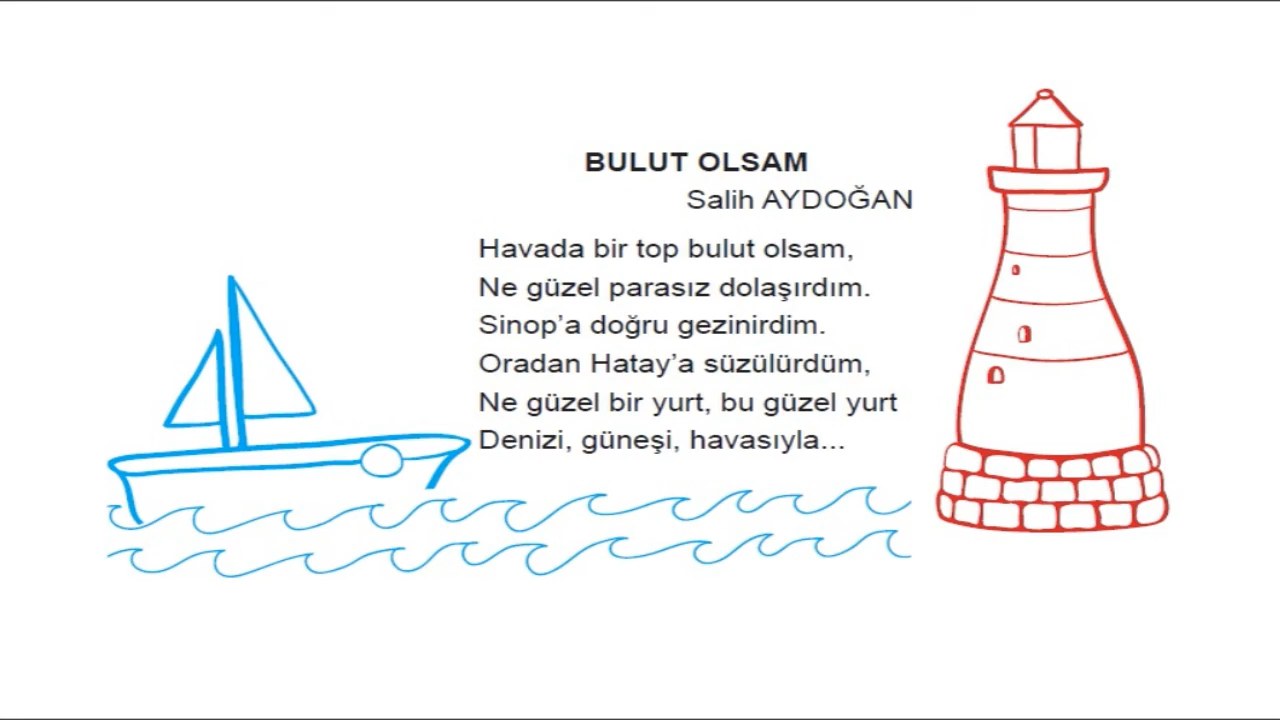 BULUT OLSAM
Salih AYDOĞAN
Havada bir top bulut olsam,
Ne güzel parasız dolaşırdım.
Sinop’a doğru gezinirdim.
Oradan Hatay’a süzülürdüm,
Ne güzel bir yurt, bu güzel yurt
Denizi, güneşi, havasıyla...